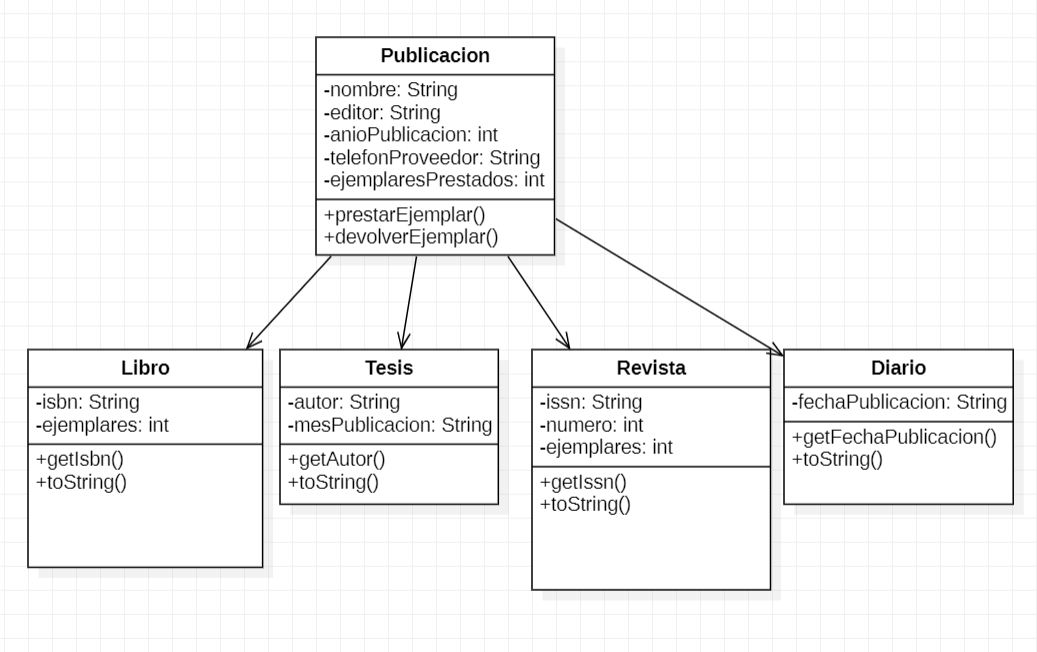 Publicacion
-nombre: String
-editor: String
-anioPublicacion: int
-telefonProveedor: String
-ejemplaresPrestados: int
+prestarEjemplar()
+devolverEjemplar()
Libro
-isbn: String
-ejemplares: int
+getIsbn()
+toString()
Tesis
-autor: String
-mesPublicacion: String
+getAutor()
+toString()
Revista
-issn: String
-numero: int
-ejemplares: int
+getIssn()
+toString()
Diario
-fechaPublicacion: String
+getFechaPublicacion()
+toString()